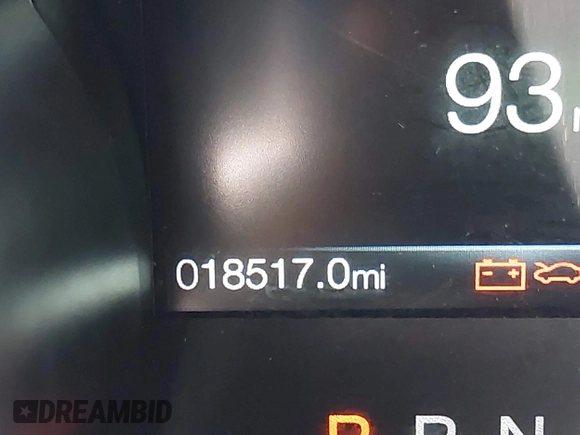 93
018517.0mi
P R N
DREAMBID